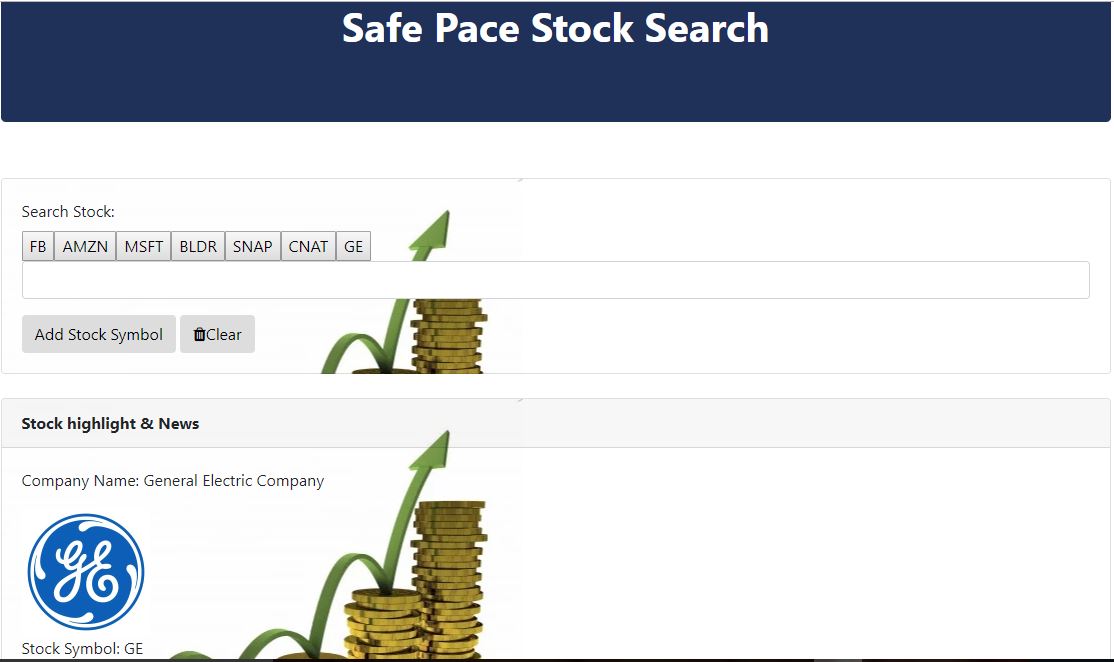 Safe Pace Stock Search
Search Stock:
FB AMZN MSFT BLDR SNAP CNAT GE
Add Stock Symbol Clear
Stock highlight & News
Company Name: General Electric Company
GE
Stock Symbol: GE